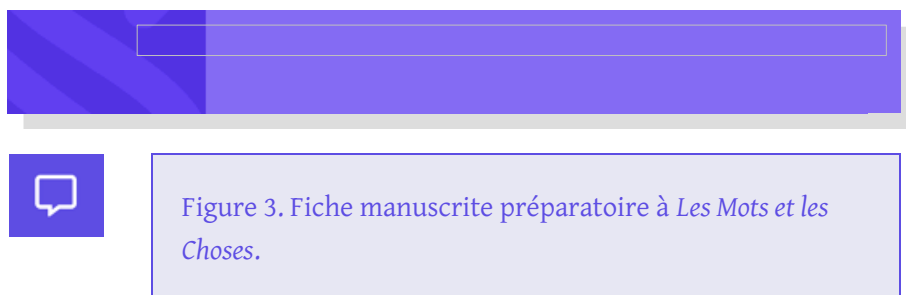 Figure 3. Fiche manuscrite préparatoire à Les Mots et les
Choses.